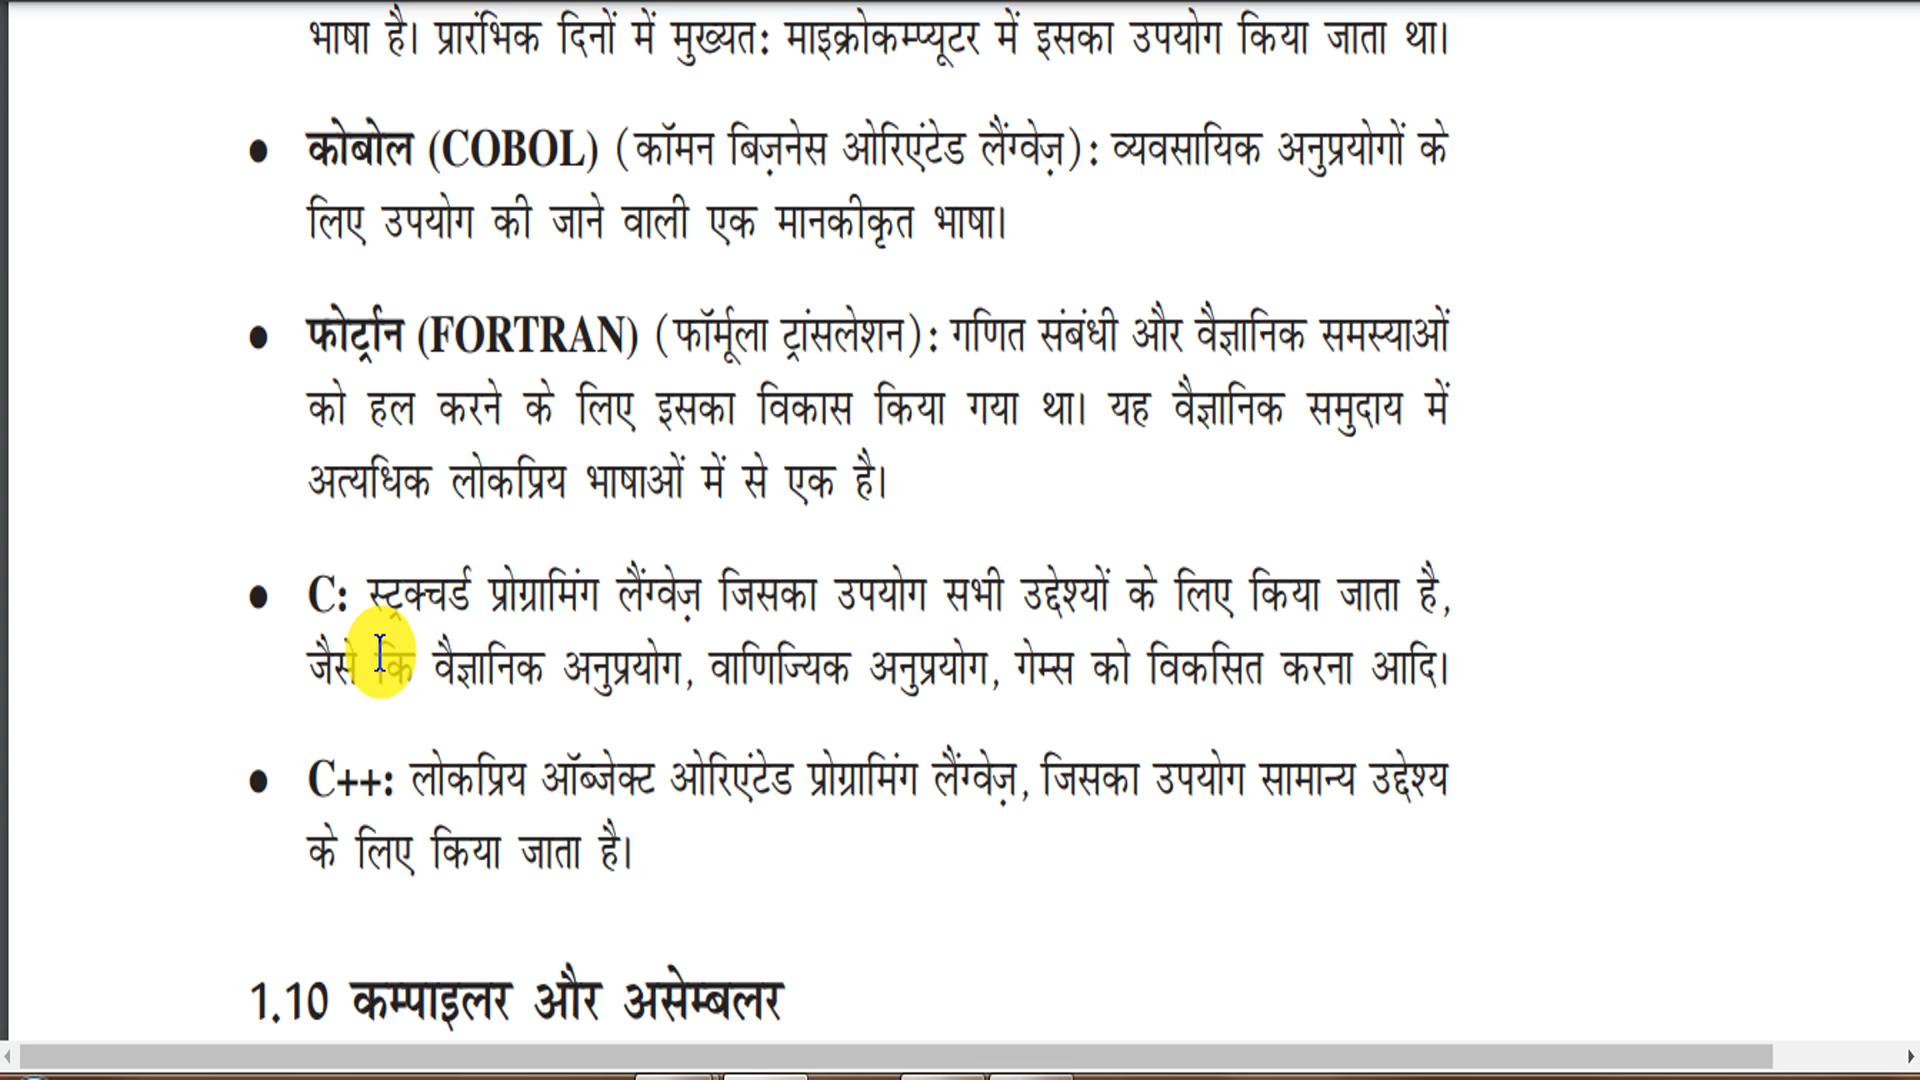 भाषा है। प्रारंभिक दिनों में मुख्यत: माइक्रोकम्प्यूटर में इसका उपयोग किया जाता था।
● कोबोल (COBOL) (कॉमन बिज़नेस ओरिएंटेड लैंग्वेज़): व्यवसायिक अनुप्रयोगों के
लिए उपयोग की जाने वाली एक मानकीकृत भाषा।
● फोर्ट्रान (FORTRAN) (फॉर्मूला ट्रांसलेशन): गणित संबंधी और वैज्ञानिक समस्याओं
को हल करने के लिए इसका विकास किया गया था। यह वैज्ञानिक समुदाय में
अत्यधिक लोकप्रिय भाषाओं में से एक है।
● C: स्ट्रक्चर्ड प्रोग्रामिंग लैंग्वेज़ जिसका उपयोग सभी उद्देश्यों के लिए किया जाता है,
जैसे कि वैज्ञानिक अनुप्रयोग, वाणिज्यिक अनुप्रयोग, गेम्स को विकसित करना आदि।
● C++: लोकप्रिय ऑब्जेक्ट ओरिएंटेड प्रोग्रामिंग लैंग्वेज़, जिसका उपयोग सामान्य उद्देश्य
के लिए किया जाता है।
1.10 कम्पाइलर और असेम्बलर